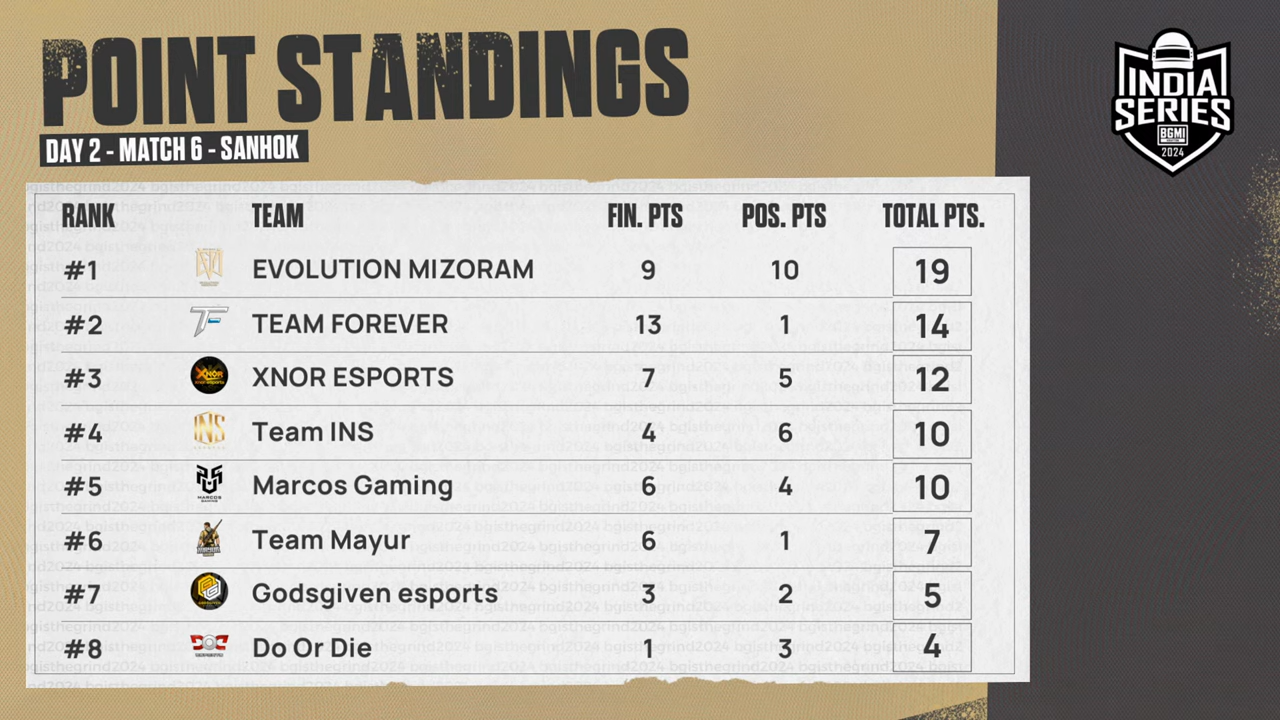 POINT STANDINGS
DAY 2 - MATCH 6 - SANHOK
INDIA
SERIES
BGMI
2024
RANK TEAM FIN. PTS POS. PTS TOTAL PTS.
#1 EVOLUTION MIZORAM 9 10 19
#2 TEAM FOREVER 13 1 14
#3 XNOR ESPORTS 7 5 12
#4 Team INS 4 6 10
#5 Marcos Gaming 6 4 10
#6 Team Mayur 6 1 7
#7 Godsgiven esports 3 2 5
#8 Do Or Die 1 3 4